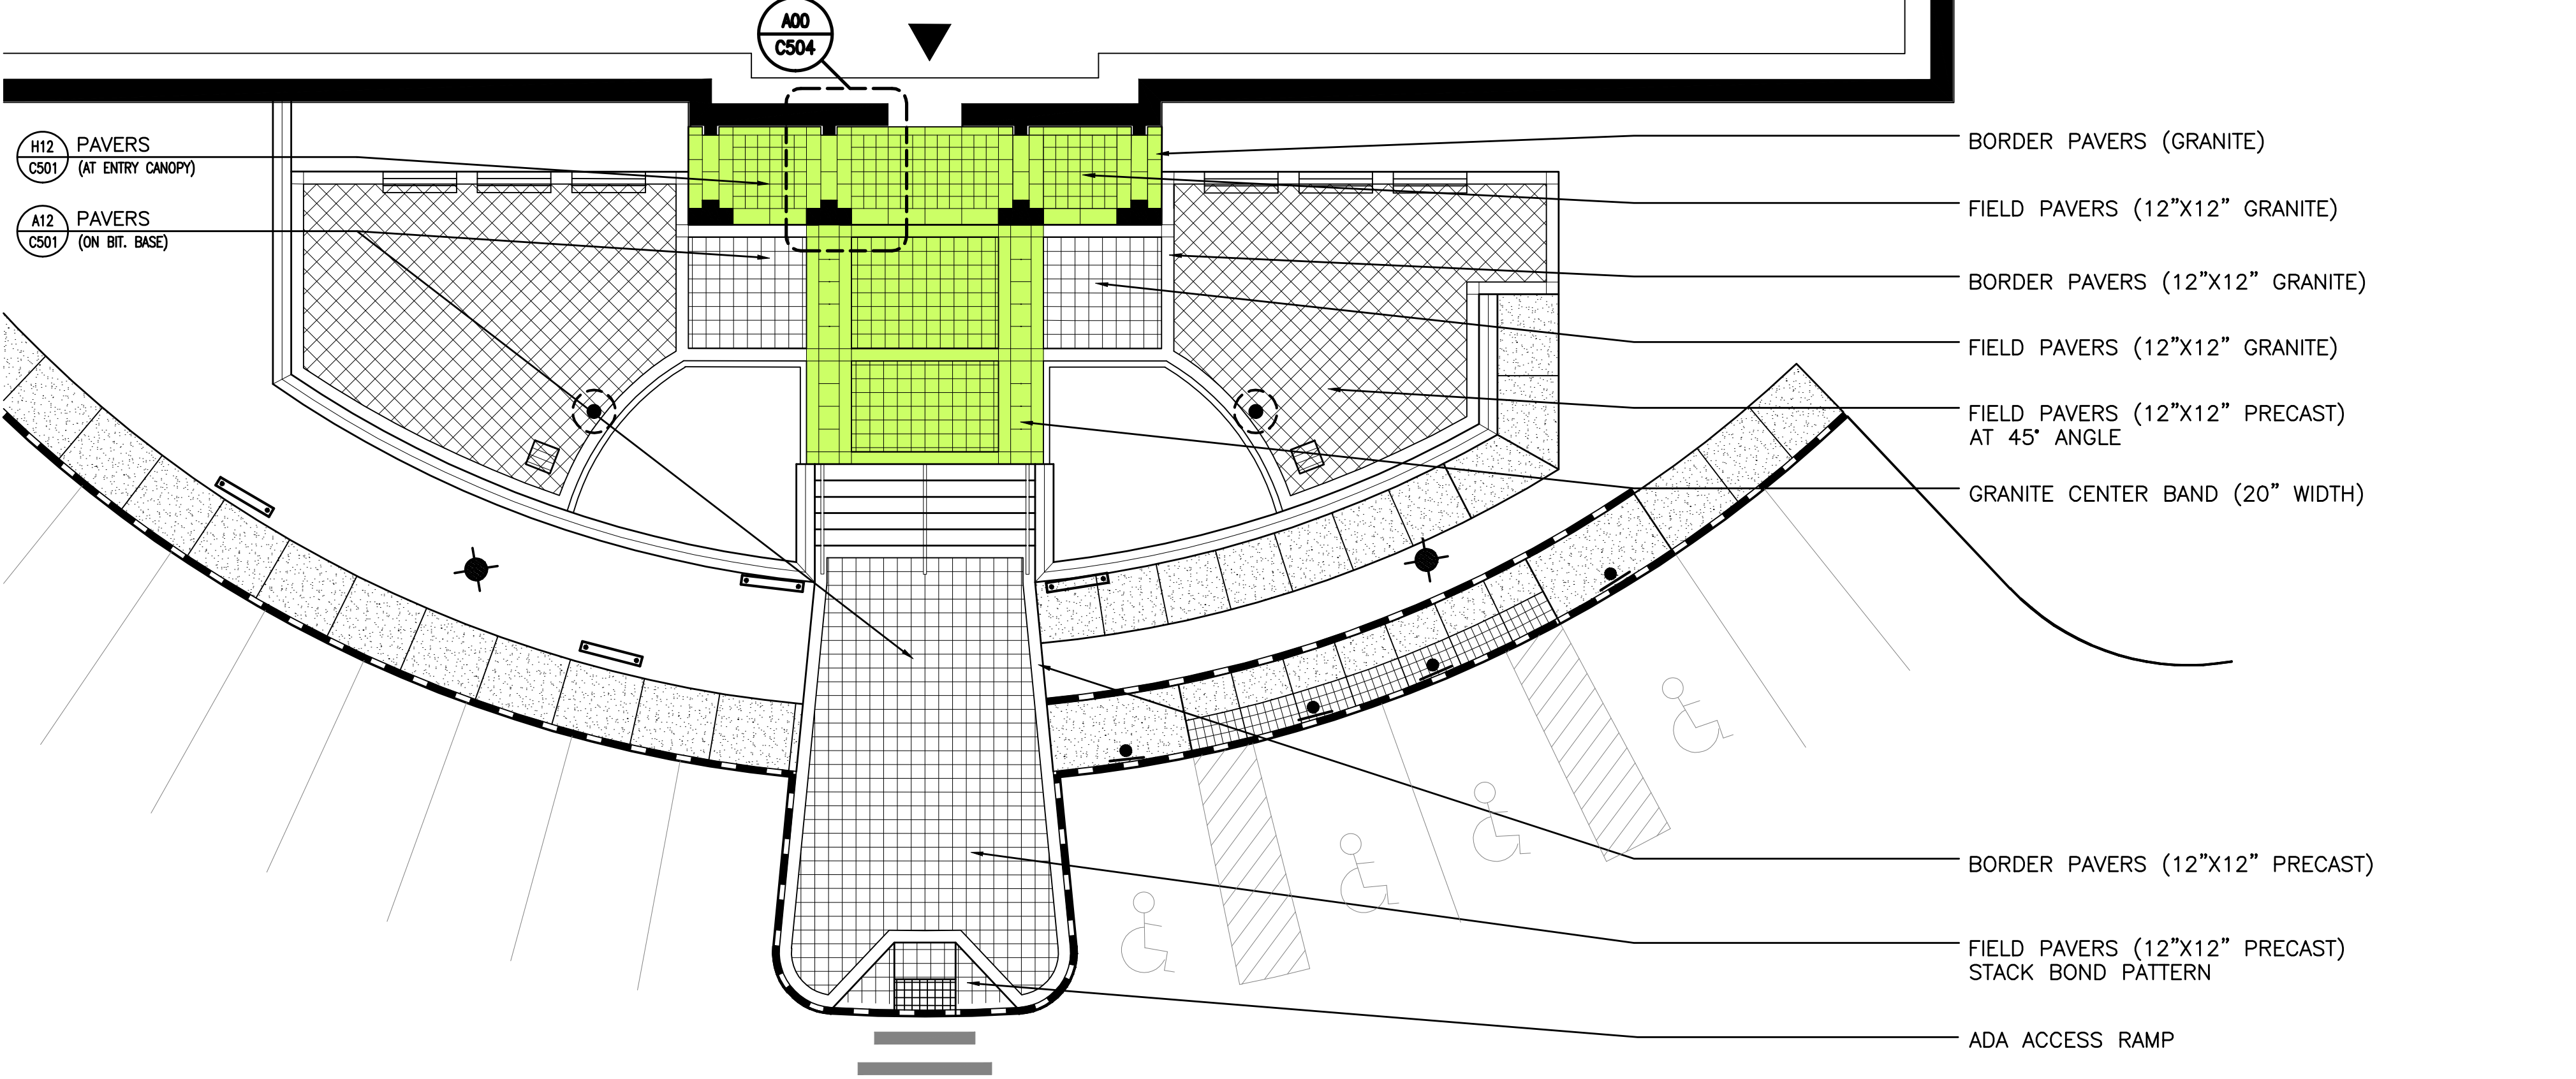 A00
C504
H12
C501
PAVERS
(AT ENTRY CANOPY)
A12
C501
PAVERS
(ON BIT. BASE)
BORDER PAVERS (GRANITE)
FIELD PAVERS (12"X12" GRANITE)
BORDER PAVERS (12"X12" GRANITE)
FIELD PAVERS (12"X12" GRANITE)
FIELD PAVERS (12"X12" PRECAST)
AT 45° ANGLE
GRANITE CENTER BAND (20" WIDTH)
BORDER PAVERS (12"X12" PRECAST)
FIELD PAVERS (12"X12" PRECAST)
STACK BOND PATTERN
ADA ACCESS RAMP